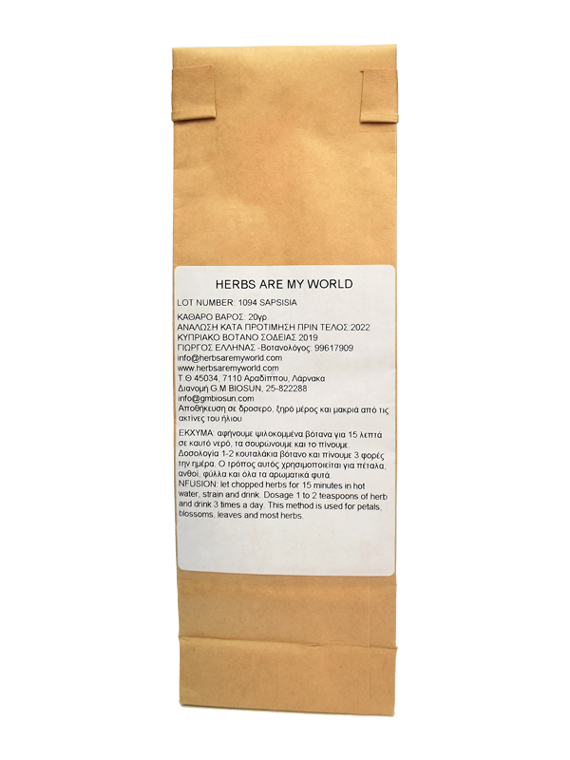 HERBS ARE MY WORLD
LOT NUMBER: 1094 SAPSISIA
ΚΑΘΑΡΟ ΒΑΡΟΣ: 20γρ.
ΑΝΑΛΩΣΗ ΚΑΤΑ ΠΡΟΤΙΜΗΣΗ ΠΡΙΝ ΤΕΛΟΣ:2022
ΚΥΠΡΙΑΚΟ ΒΟΤΑΝΟ ΣΟΔΕΙΑΣ 2019
ΓΙΩΡΓΟΣ ΕΛΛΗΝΑΣ -Βοτανολόγος: 99617909
info@herbsaremyworld.com
www.herbsaremyworld.com
Τ.Θ 45034, 7110 Αραδίππου, Λάρνακα
Διανομή G.M BIOSUN, 25-822288
info@gmbiosun.com
Αποθήκευση σε δροσερό, ξηρό μέρος και μακριά από τις
ακτίνες του ήλιου
ΕΚΧΥΜΑ: αφήνουμε ψιλοκομμένα βότανα για 15 λεπτά
σε καυτό νερό, τα σουρώνουμε και το πίνουμε.
Δοσολογία 1-2 κουταλάκια βότανο και πίνουμε 3 φορές
την ημέρα. Ο τρόπος αυτός χρησιμοποιείται για πέταλα,
ανθοί, φύλλα και όλα τα αρωματικά φυτά.
NFUSION: let chopped herbs for 15 minutes in hot
water, strain and drink. Dosage 1 to 2 teaspoons of herb
and drink 3 times a day. This method is used for petals,
blossoms, leaves and most herbs.